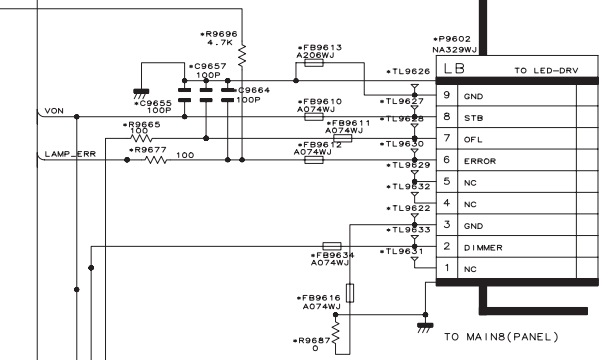 *R9696
4.7K
*P9602
NA329WJ
*FB9613
A206WJ
LB TO LED-DRV
*C9657
100P
*TL9626
*C9664
100P
*C9655
100P
9 GND
*TL9627
VON
*FB9610
A074WJ
8 STB
*TL9628
*R9665
100
*FB9611
A074WJ
7 OFL
*TL9630
*R9677
100
*FB9612
A074WJ
LAMP_ERR
6 ERROR
*TL9629
5 NC
*TL9632
4 NC
*TL9622
3 GND
*TL9633
2 DIMMER
*TL9631
*FB9634
A074WJ
1 NC
*FB9616
A074WJ
*R9687
0
TO MAIN8(PANEL)